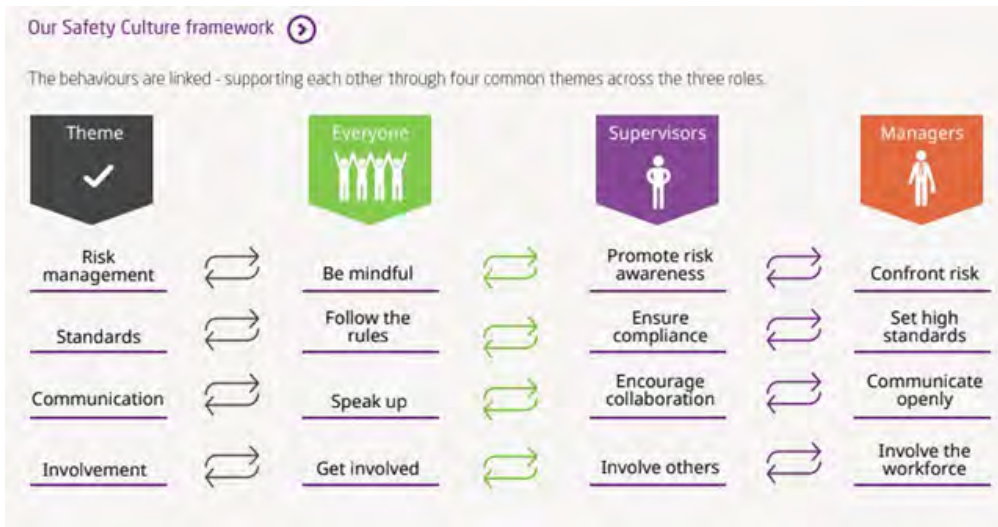 Our Safety Culture framework
The behaviours are linked - supporting each other through four common themes across the three roles.
Theme
Everyone
Supervisors
Managers
Risk
management
Be mindful
Promote risk
awareness
Confront risk
Standards
Follow the
rules
Ensure
compliance
Set high
standards
Communication
Speak up
Encourage
collaboration
Communicate
openly
Involvement
Get involved
Involve others
Involve the
workforce